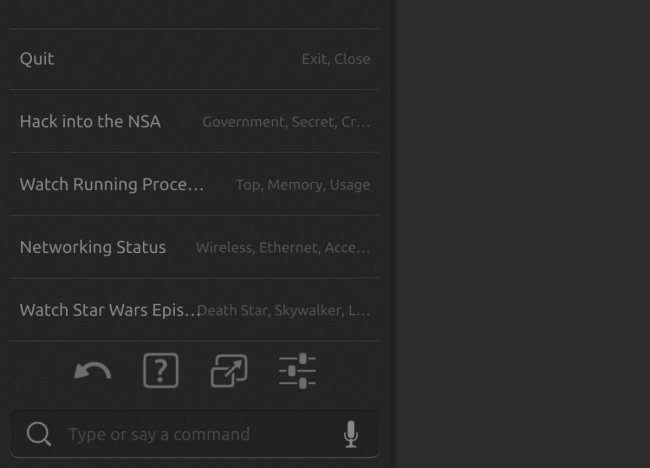 Quit Exit, Close
Hack into the NSA Government, Secret, Cr...
Watch Running Proce... Top, Memory, Usage
Networking Status Wireless, Ethernet, Acce...
Watch Star Wars Epis... Death Star, Skywalker, L...
?
Type or say a command